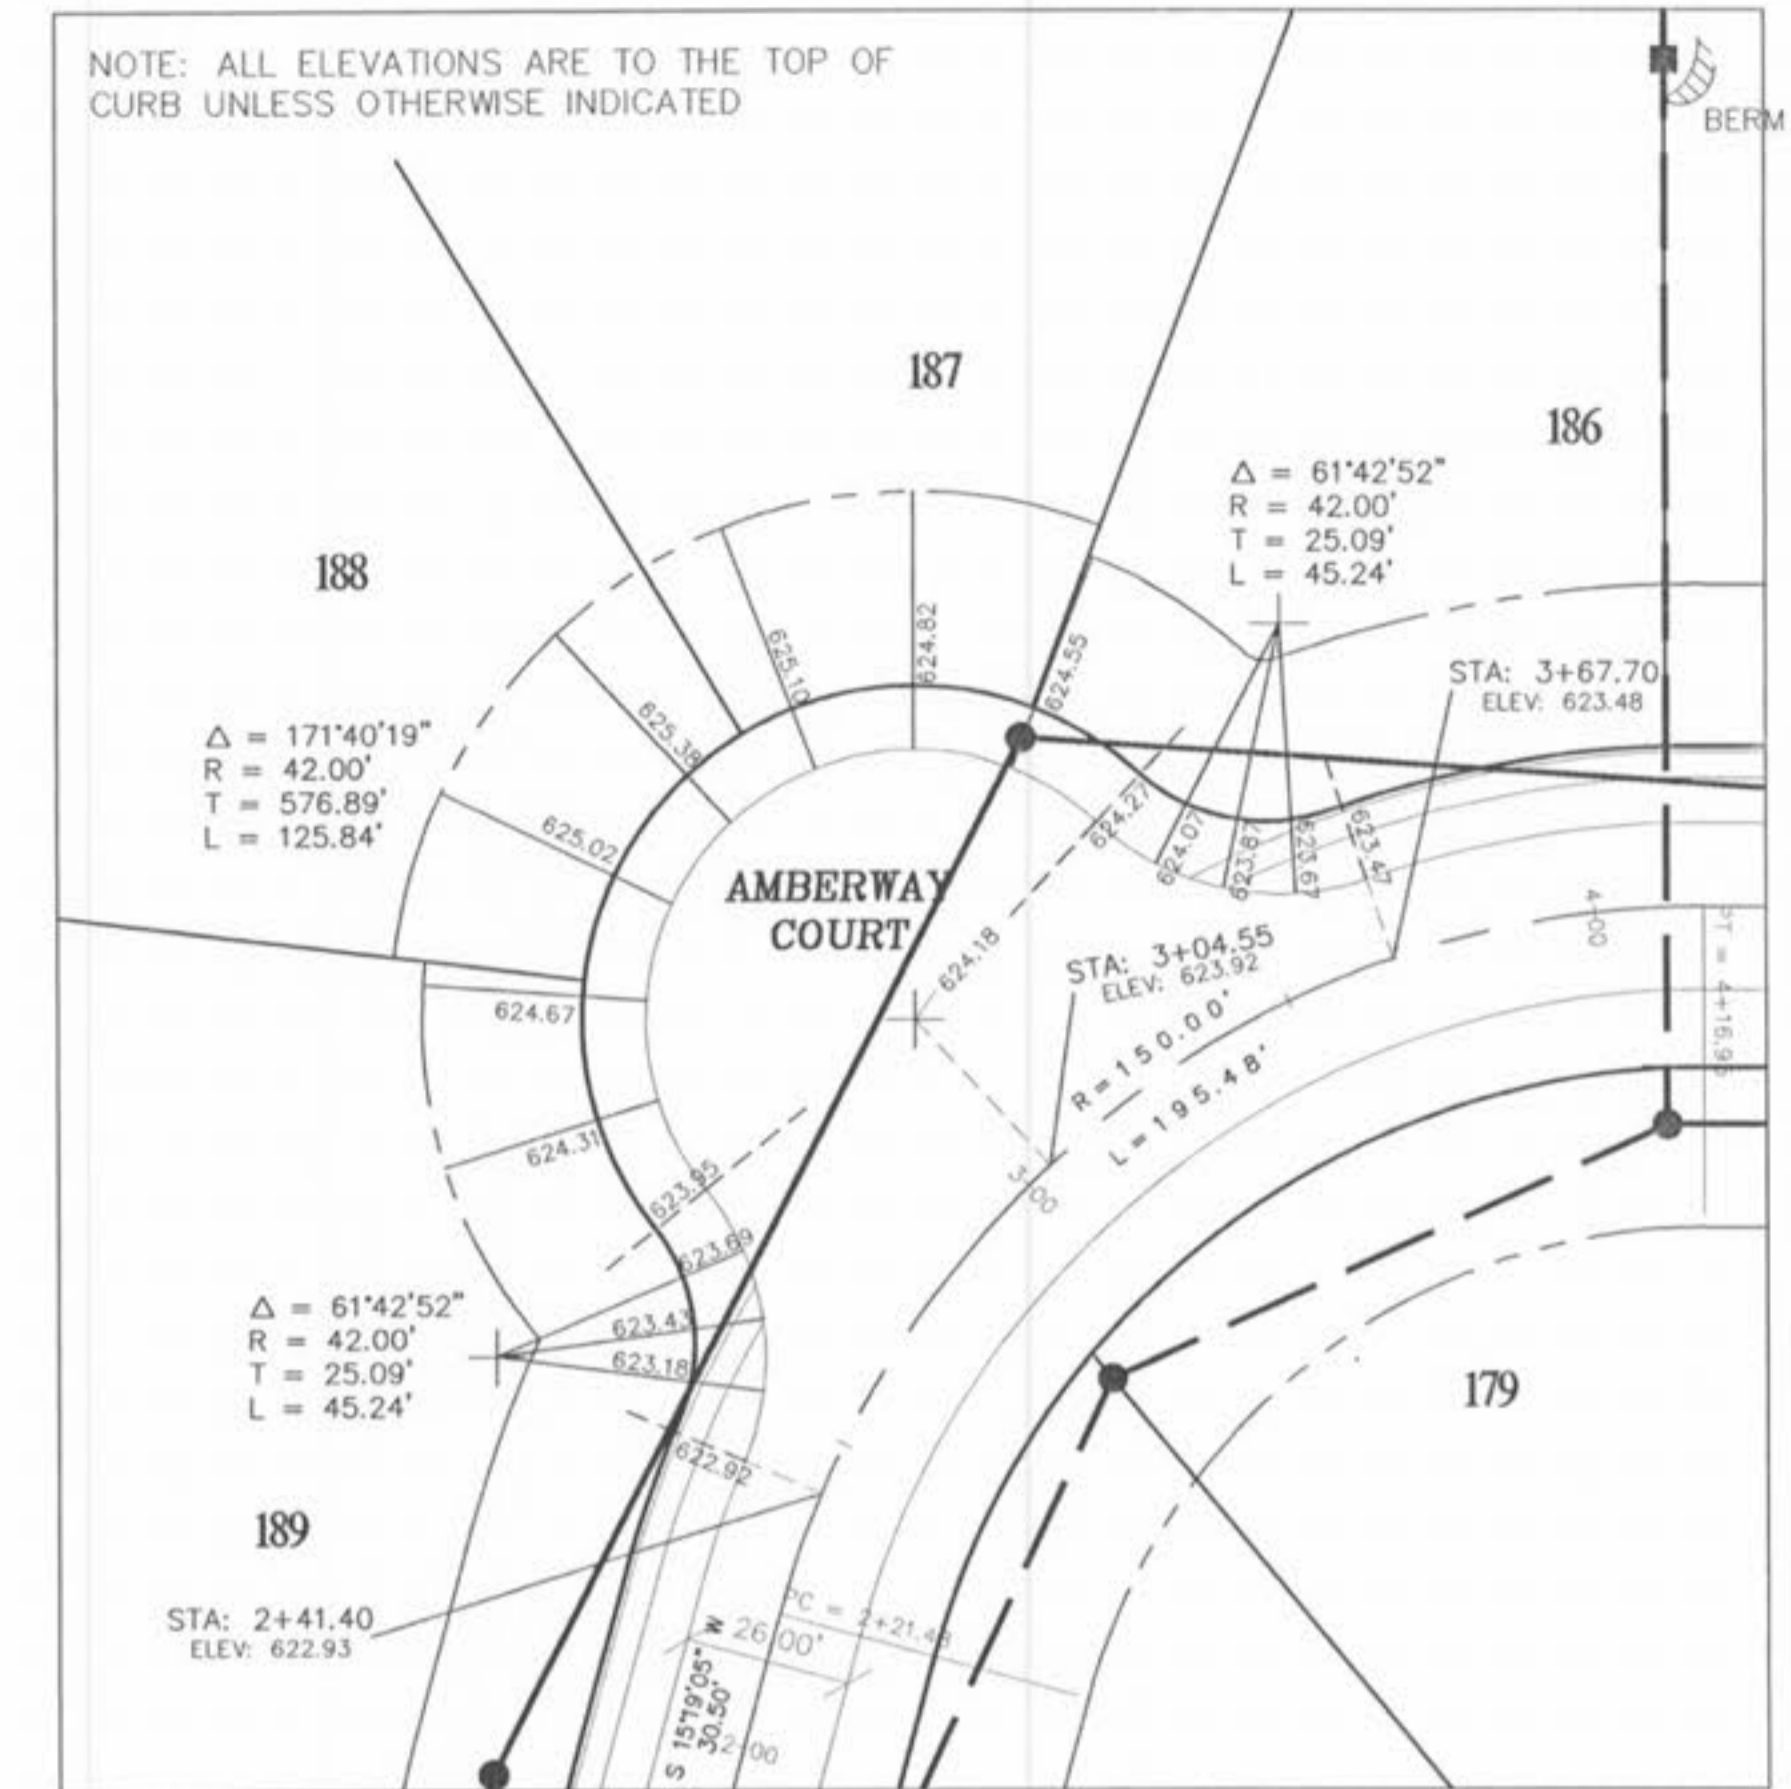 NOTE: ALL ELEVATIONS ARE TO THE TOP OF
CURB UNLESS OTHERWISE INDICATED
BERM
187
186
Δ = 61°42'52"
R = 42.00'
T = 25.09'
L = 45.24'
188
625.10
624.82
624.55
STA: 3+67.70
ELEV: 623.48
625.38
Δ = 171°40'19"
R = 42.00'
T = 576.89'
L = 125.84'
625.02
624.27
624.07
623.87
623.67
623.47
AMBERWAY
COURT
624.18
STA: 3+04.55
ELEV: 623.92
4+00
PT = 4+16.96
R=150.00'
L=195.48'
624.67
624.31
3+00
623.95
623.69
623.43
623.18
Δ = 61°42'52"
R = 42.00'
T = 25.09'
L = 45.24'
179
622.92
189
STA: 2+41.40
ELEV: 622.93
PC = 2+21.48
26.00'
S 15°19'05" W
30.50'
2+00